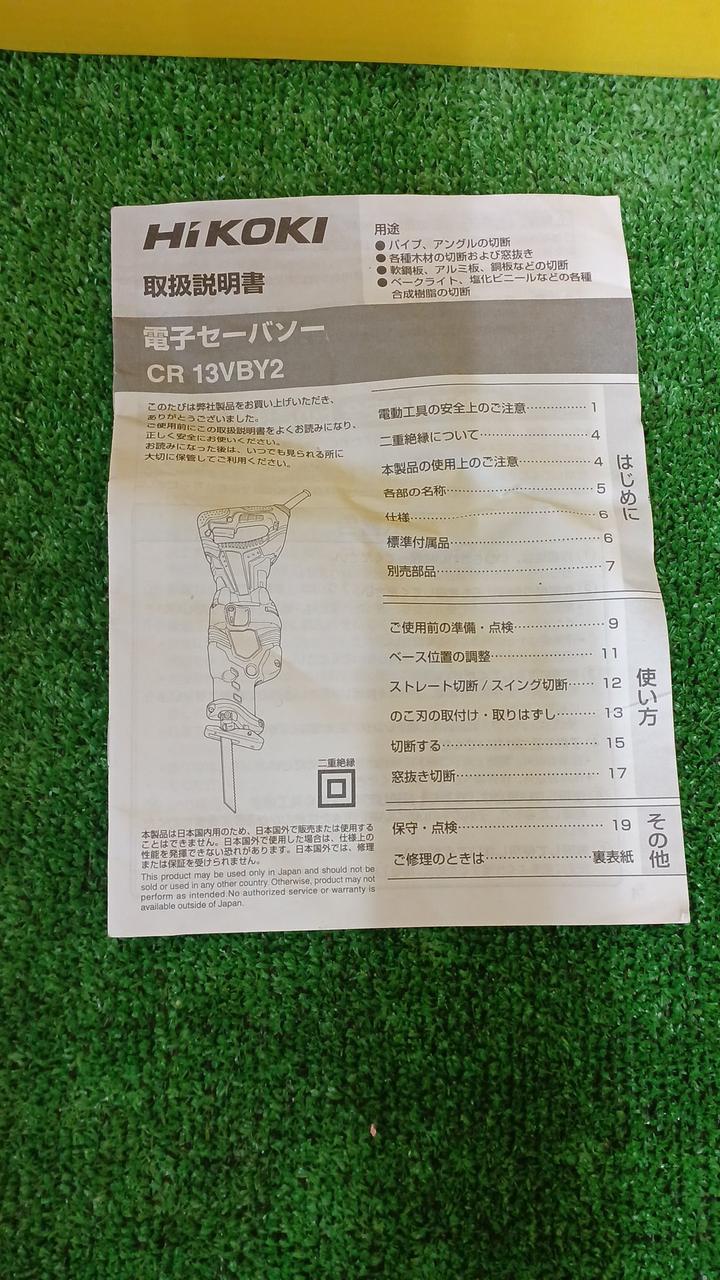 HiKOKI
取扱説明書
用途
●パイプ、アングルの切断
●各種木材の切断および窓抜き
●軟鋼板、アルミ板、銅板などの切断
●ベークライト、塩化ビニールなどの各種
合成樹脂の切断
電子セーバソー
CR 13VBY2
このたびは弊社製品をお買い上げいただき、
ありがとうございました。
ご使用前にこの取扱説明書をよくお読みになり、
正しく安全にお使いください。
お読みになった後は、いつでも見られる所に
大切に保管してご利用ください。
二重絶縁
本製品は日本国内用のため、日本国外で販売または使用する
ことはできません。日本国外で使用した場合は、仕様上の
性能を発揮できない恐れがあります。日本国外では、修理
または保証を受けられません。
This product may be used only in Japan and should not be
sold or used in any other country. Otherwise, product may not
perform as intended. No authorized service or warranty is
available outside of Japan.
はじめに
電動工具の安全上のご注意……………1
二重絶縁について……………4
本製品の使用上のご注意……………4
各部の名称……………5
仕様……………6
標準付属品……………6
別売部品……………7
使い方
ご使用前の準備・点検……………9
ベース位置の調整……………11
ストレート切断 / スイング切断……12
のこ刃の取付け・取りはずし………13
切断する……………15
窓抜き切断……………17
その他
保守・点検……………19
ご修理のときは……………裏表紙